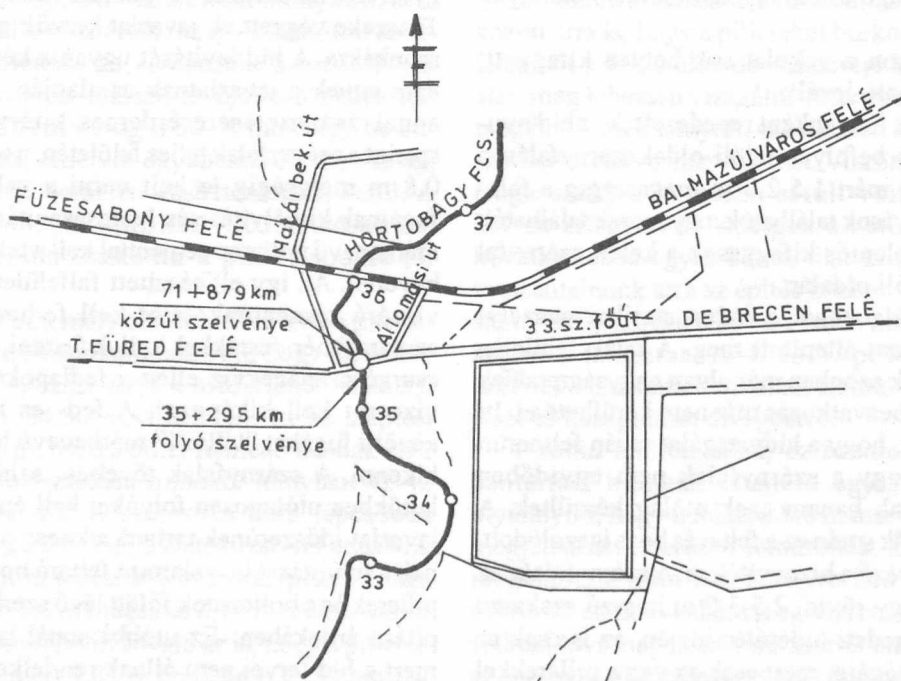 BALMAZÚJVÁROS FELÉ
FÜZESABONY FELÉ
Mátai bek. út
HORTOBÁGY FCS.
37
36
Állomási út
71+879 km
közút szelvénye
T. FÜRED FELÉ
33. sz. főút
DEBRECEN FELÉ
35
35+295 km
folyó szelvénye
34
33